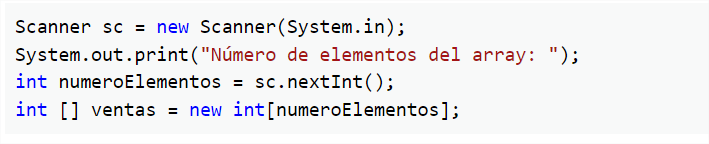 Scanner sc = new Scanner(System.in);
System.out.print("Número de elementos del array: ");
int numeroElementos = sc.nextInt();
int [] ventas = new int[numeroElementos];